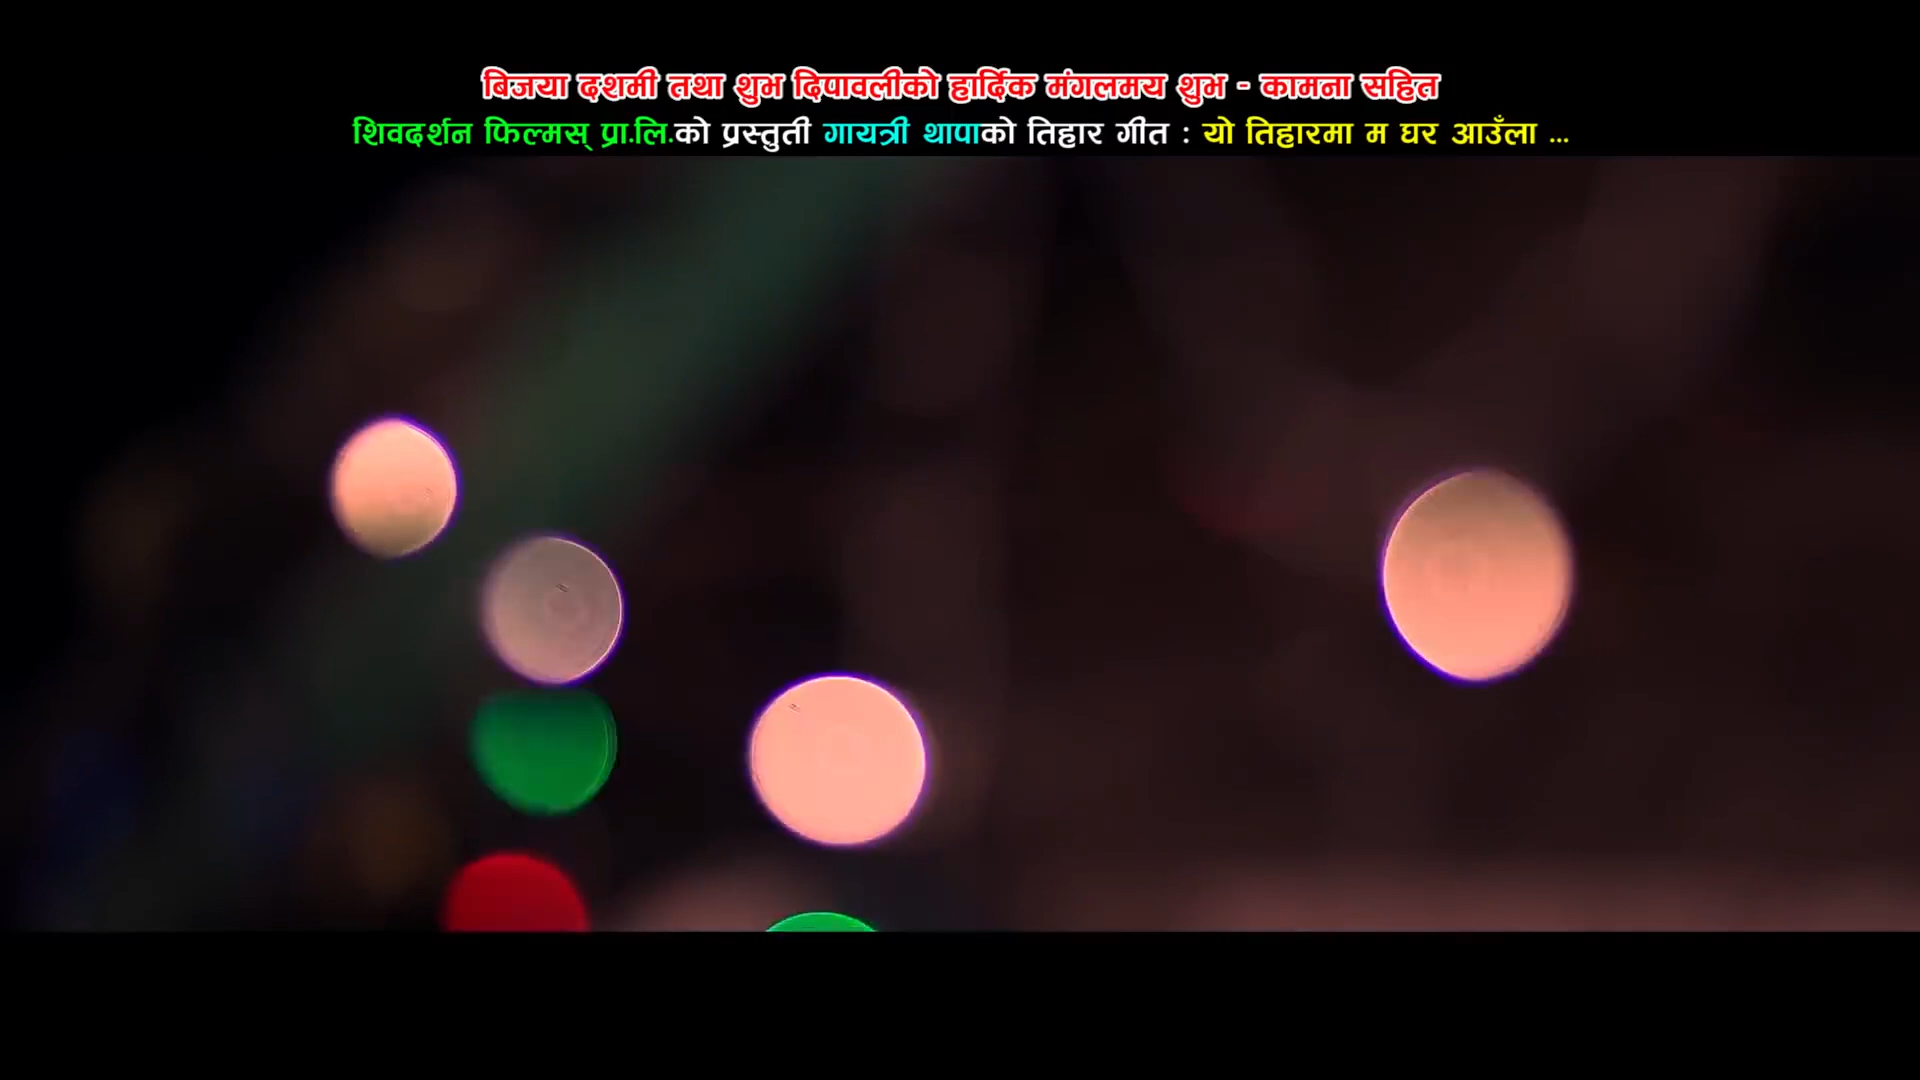 बिजया दशमी तथा शुभ दिपावलीको हार्दिक मंगलमय शुभ - कामना सहित
शिवदर्शन फिल्मस् प्रा.लि.को प्रस्तुती गायत्री थापाको तिहार गीत : यो तिहारमा म घर आउँला ...